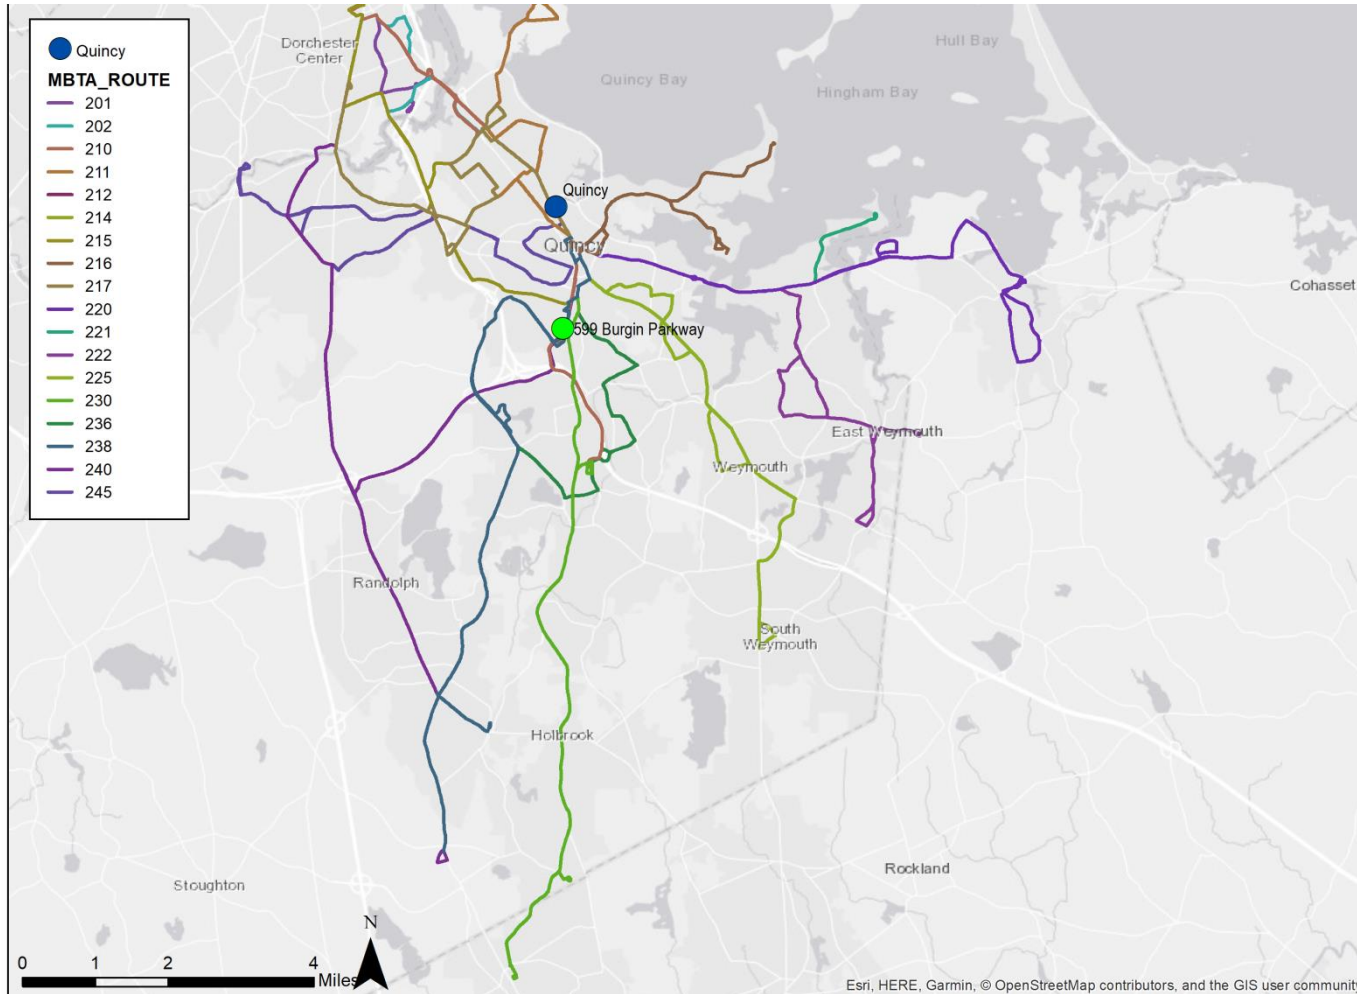 Quincy
MBTA_ROUTE
201
202
210
211
212
214
215
216
217
220
221
222
225
230
236
238
240
245
Dorchester
Center
Quincy Bay
Hull Bay
Hingham Bay
Quincy
Quincy
Cohasset
599 Burgin Parkway
East Weymouth
Weymouth
Randolph
South
Weymouth
Holbrook
Rockland
Stoughton
N
0 1 2 4
Miles
Esri, HERE, Garmin, © OpenStreetMap contributors, and the GIS user community